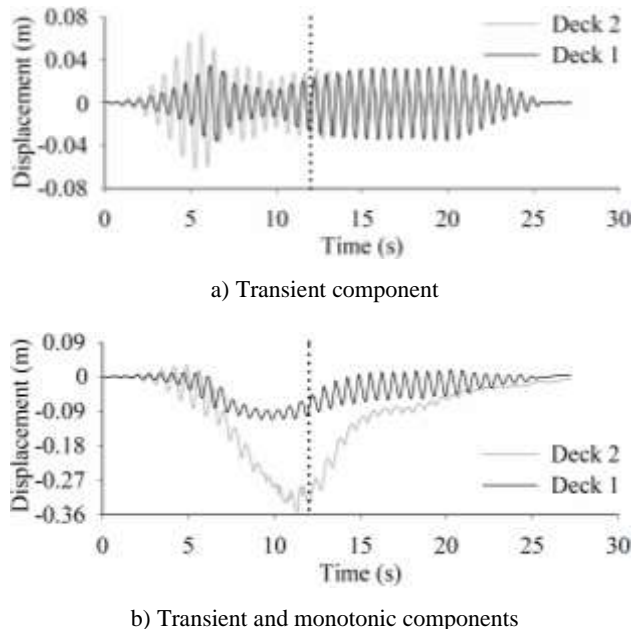 0.08
0.04
0
-0.04
-0.08
Displacement (m)
Deck 2
Deck 1
0 5 10 15 20 25 30
Time (s)
a) Transient component
0.09
0
-0.09
-0.18
-0.27
-0.36
Displacement (m)
Deck 2
Deck 1
0 5 10 15 20 25 30
Time (s)
b) Transient and monotonic components